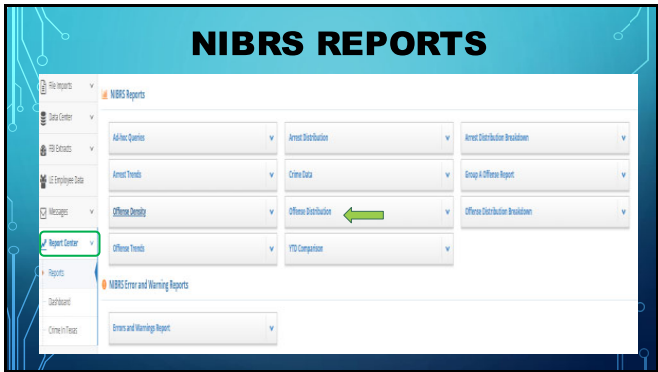 NIBRS REPORTS
File Imports
Data Center
FBI Extracts
LE Employee Data
Messages
Report Center
Reports
Dashboard
Crime In Texas
NIBRS Reports
Ad-hoc Queries
Arrest Distribution
Arrest Distribution Breakdown
Arrest Trends
Crime Data
Group A Offense Report
Offense Density
Offense Distribution
Offense Distribution Breakdown
Offense Trends
YTD Comparison
NIBRS Error and Warning Reports
Errors and Warnings Report